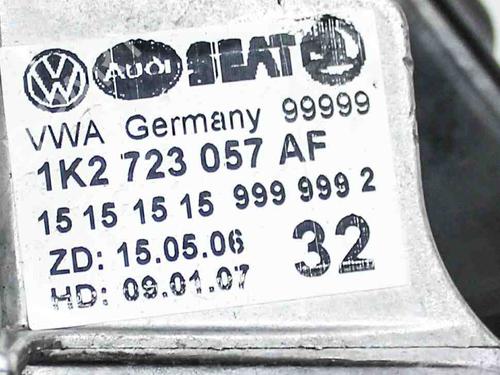 VW AUDI SEAT
VWA Germany 99999
1K2 723 057 AF
15 15 15 15 999 999 2
ZD: 15.05.06
32
HD: 09.01.07